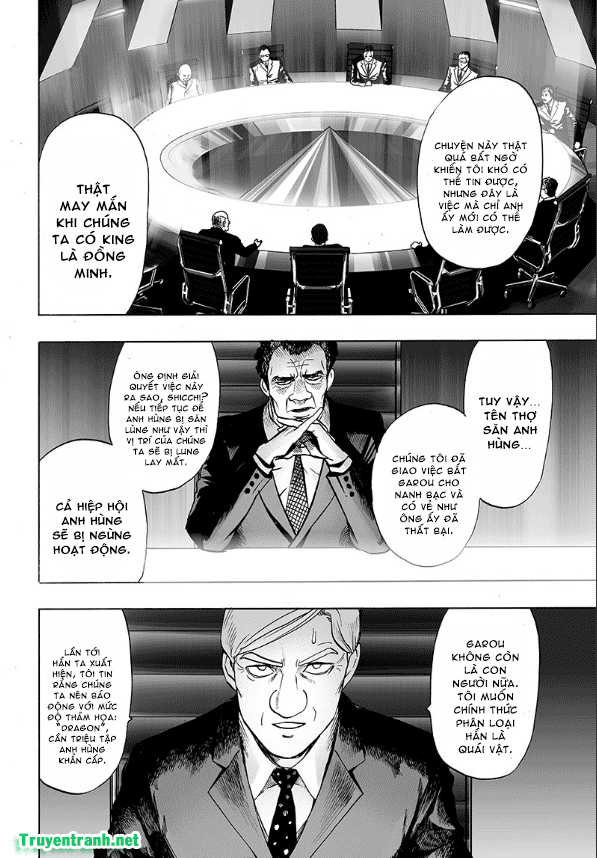 CHUYỆN NÀY THẬT
QUÁ BẤT NGỜ
KHIẾN TÔI KHÓ CÓ
THỂ TIN ĐƯỢC,
NHƯNG ĐÂY LÀ
VIỆC MÀ CHỈ ANH
ẤY MỚI CÓ THỂ
LÀM ĐƯỢC.
THẬT
MAY MẮN
KHI CHÚNG
TA CÓ KING
LÀ ĐỒNG
MINH.
TUY VẬY...
TÊN THỢ
SĂN ANH
HÙNG...
CHÚNG TÔI ĐÃ
GIAO VIỆC BẮT
GAROU CHO
NANH BẠC VÀ
CÓ VẺ NHƯ
ÔNG ẤY ĐÃ
THẤT BẠI.
ÔNG ĐỊNH GIẢI
QUYẾT VIỆC NÀY
RA SAO, SHICCHI?
NẾU TIẾP TỤC ĐỂ
ANH HÙNG BỊ SĂN
LÙNG NHƯ VẬY THÌ
VỊ TRÍ CỦA CHÚNG
TA SẼ BỊ LUNG
LAY MẤT.
CẢ HIỆP HỘI
ANH HÙNG
SẼ BỊ NGỪNG
HOẠT ĐỘNG.
GAROU
KHÔNG CÒN
LÀ CON
NGƯỜI NỮA.
TÔI MUỐN
CHÍNH THỨC
PHÂN LOẠI
HẮN LÀ
QUÁI VẬT.
LẦN TỚI
HẮN TA XUẤT
HIỆN, TÔI TIN
RẰNG CHÚNG TA
NÊN BÁO
ĐỘNG VỚI MỨC
ĐỘ THẢM HỌA:
"DRAGON",
CẦN TRIỆU TẬP
ANH HÙNG
KHẨN CẤP.
Truyentranh.net